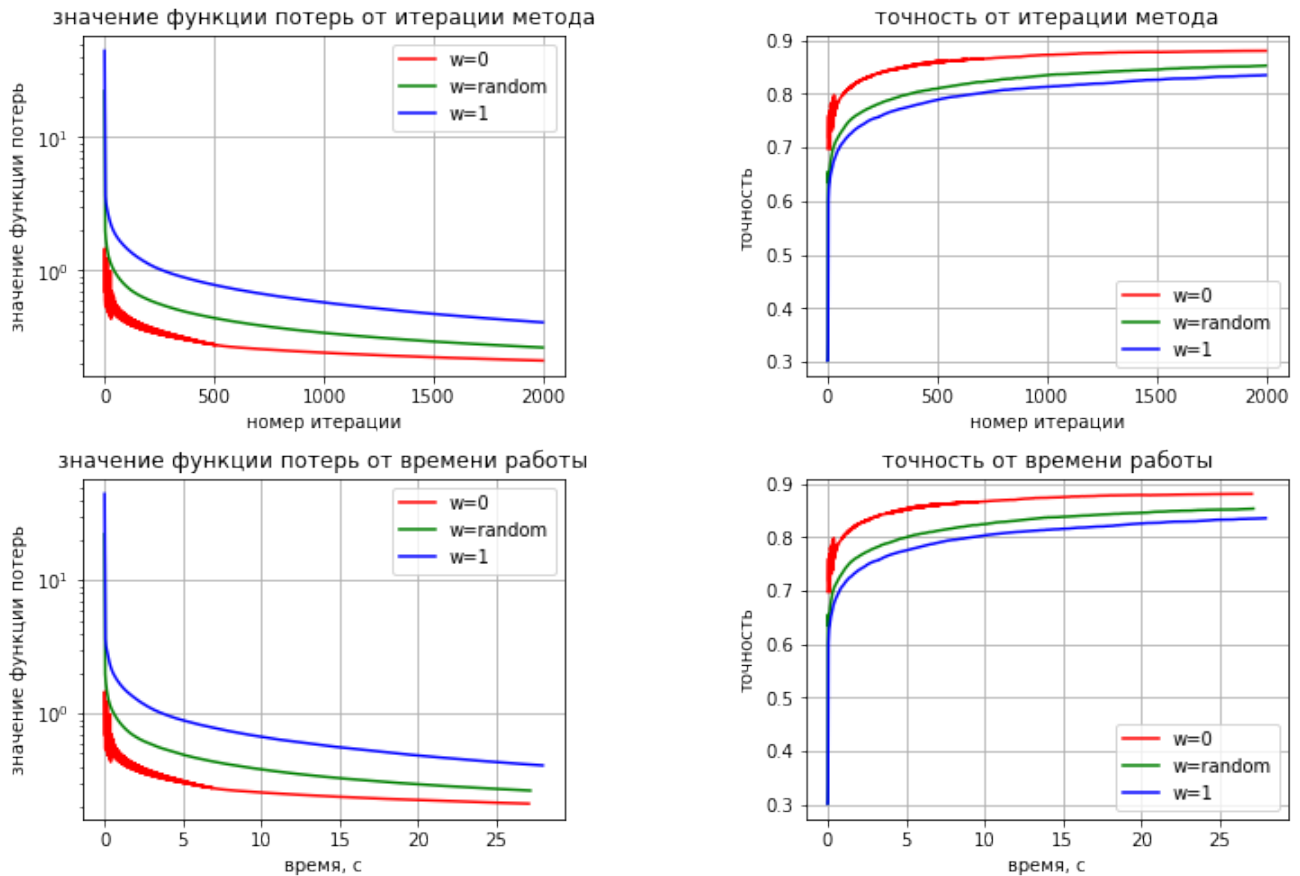 значение функции потерь от итерации метода
значение функции потерь
10¹
10⁰
w=0
w=random
w=1
0 500 1000 1500 2000
номер итерации
точность от итерации метода
точность
0.9
0.8
0.7
0.6
0.5
0.4
0.3
w=0
w=random
w=1
0 500 1000 1500 2000
номер итерации
значение функции потерь от времени работы
значение функции потерь
10¹
10⁰
w=0
w=random
w=1
0 5 10 15 20 25
время, с
точность от времени работы
точность
0.9
0.8
0.7
0.6
0.5
0.4
0.3
w=0
w=random
w=1
0 5 10 15 20 25
время, с